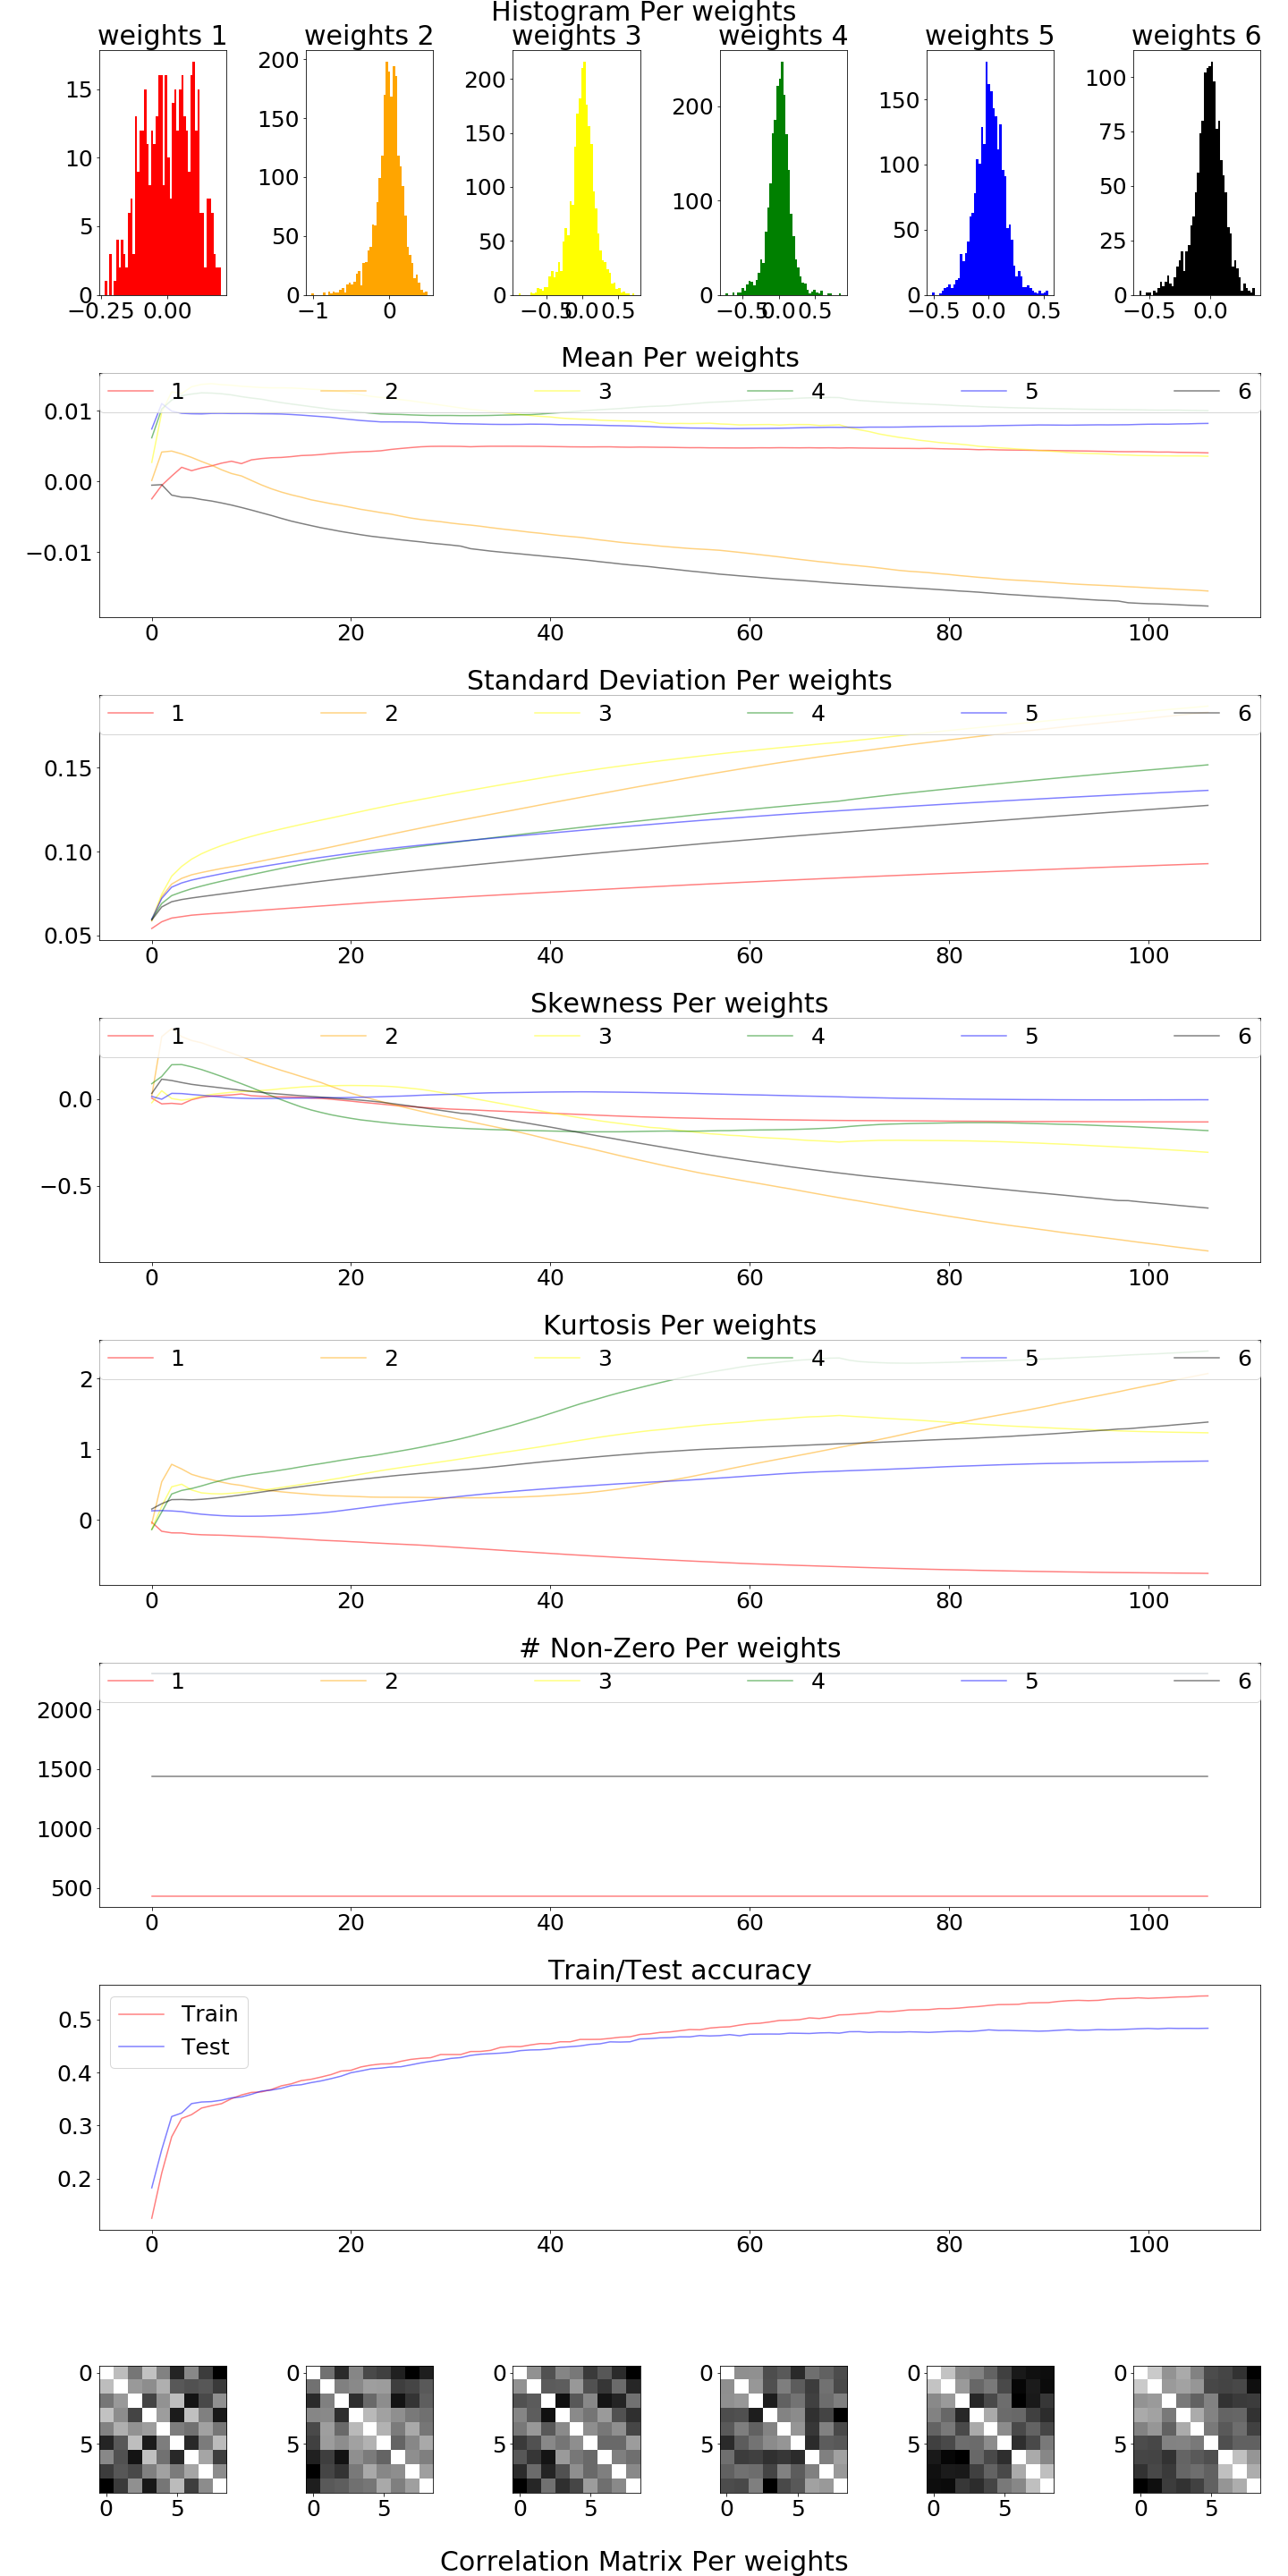 Histogram Per weights
weights 1 weights 2 weights 3 weights 4 weights 5 weights 6
15 10 5 0 −0.25 0.00
200 150 100 50 0 −1 0
200 150 100 50 0 −0.5 0.0 0.5
200 100 0 −0.5 0.0 0.5
150 100 50 0 −0.5 0.0 0.5
100 75 50 25 0 −0.5 0.0
Mean Per weights
1 2 3 4 5 6
0.01
0.00
−0.01
0 20 40 60 80 100
Standard Deviation Per weights
1 2 3 4 5 6
0.15
0.10
0.05
0 20 40 60 80 100
Skewness Per weights
1 2 3 4 5 6
0.0
−0.5
0 20 40 60 80 100
Kurtosis Per weights
1 2 3 4 5 6
2
1
0
0 20 40 60 80 100
# Non-Zero Per weights
1 2 3 4 5 6
2000
1500
1000
500
0 20 40 60 80 100
Train/Test accuracy
Train
Test
0.5
0.4
0.3
0.2
0 20 40 60 80 100
0 0 0 0 0 0
5 5 5 5 5 5
0 5 0 5 0 5 0 5 0 5 0 5
Correlation Matrix Per weights